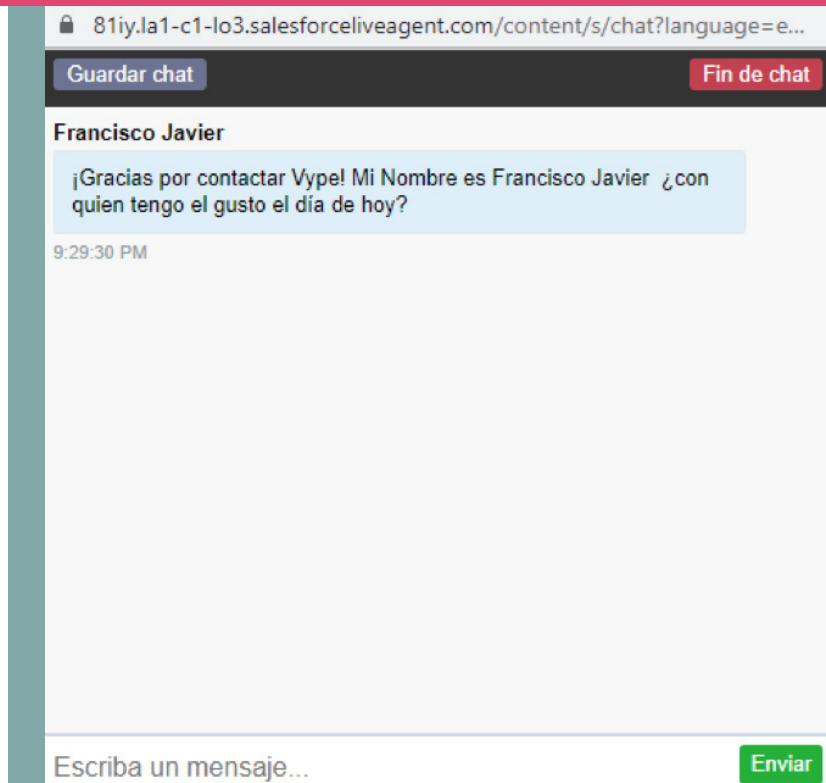 81iy.la1-c1-lo3.salesforceliveagent.com/content/s/chat?language=e...
Guardar chat
Fin de chat
Francisco Javier
¡Gracias por contactar Vype! Mi Nombre es Francisco Javier ¿con
quien tengo el gusto el día de hoy?
9:29:30 PM
Escriba un mensaje...
Enviar